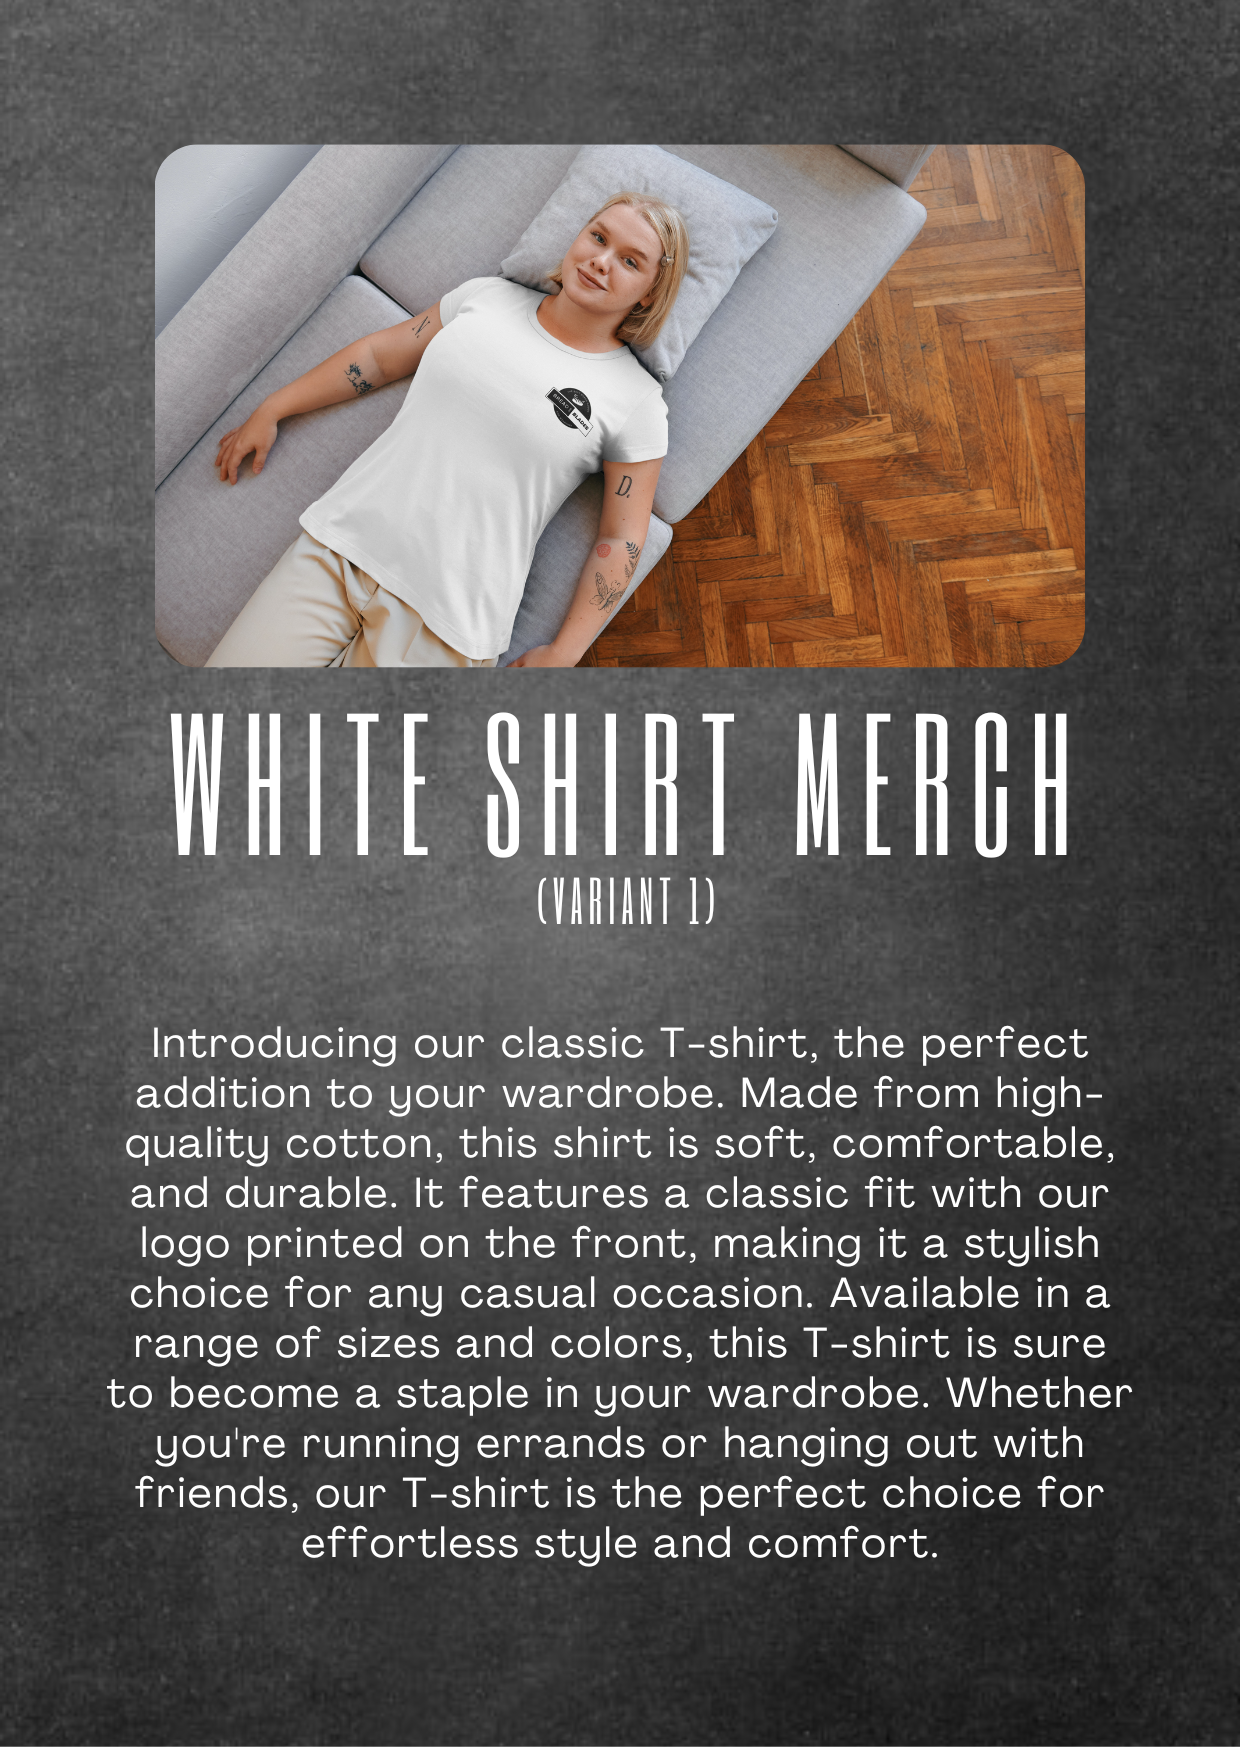 N.
D.
BLADES
WHITE SHIRT MERCH
(VARIANT 1)
Introducing our classic T-shirt, the perfect
addition to your wardrobe. Made from high-
quality cotton, this shirt is soft, comfortable,
and durable. It features a classic fit with our
logo printed on the front, making it a stylish
choice for any casual occasion. Available in a
range of sizes and colors, this T-shirt is sure
to become a staple in your wardrobe. Whether
you're running errands or hanging out with
friends, our T-shirt is the perfect choice for
effortless style and comfort.